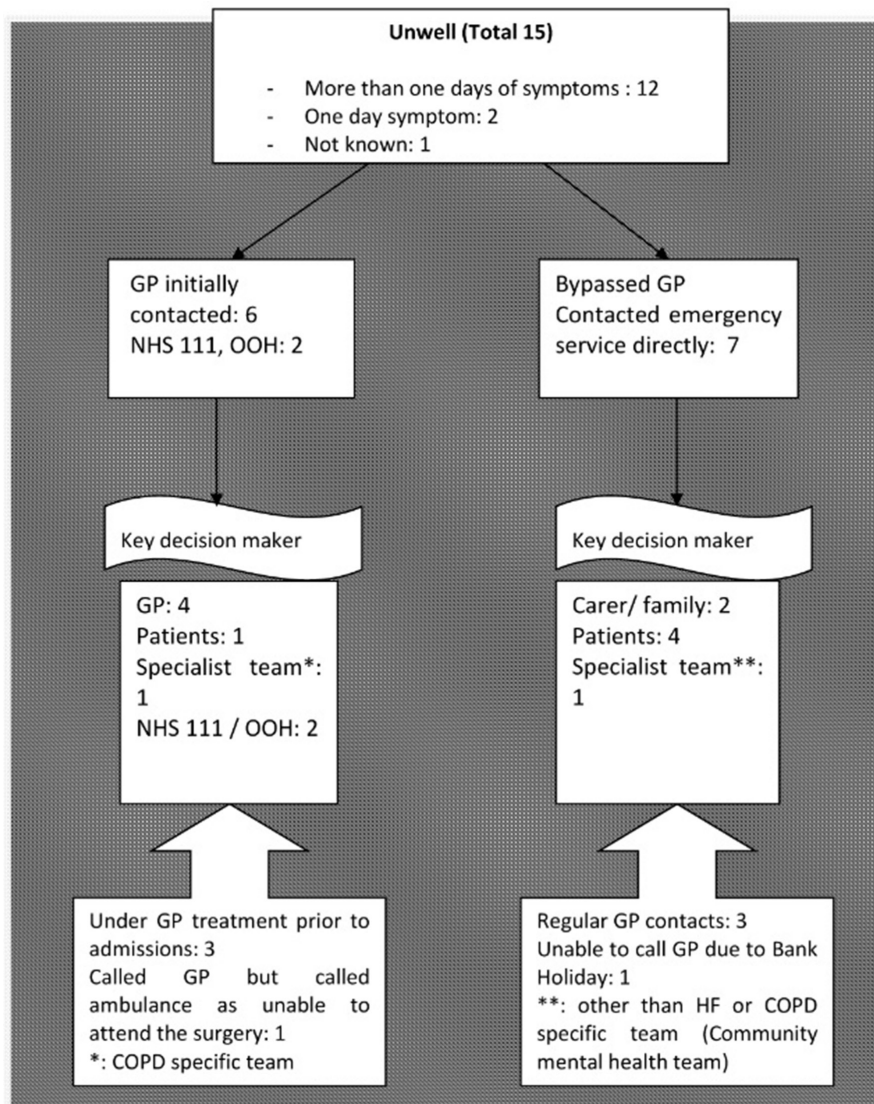 Unwell (Total 15)
- More than one days of symptoms : 12
- One day symptom: 2
- Not known: 1
GP initially
contacted: 6
NHS 111, OOH: 2
Bypassed GP
Contacted emergency
service directly: 7
Key decision maker
Key decision maker
GP: 4
Patients: 1
Specialist team*:
1
NHS 111 / OOH: 2
Carer/ family: 2
Patients: 4
Specialist team**:
1
Under GP treatment prior to
admissions: 3
Called GP but called
ambulance as unable to
attend the surgery: 1
*: COPD specific team
Regular GP contacts: 3
Unable to call GP due to Bank
Holiday: 1
**: other than HF or COPD
specific team (Community
mental health team)